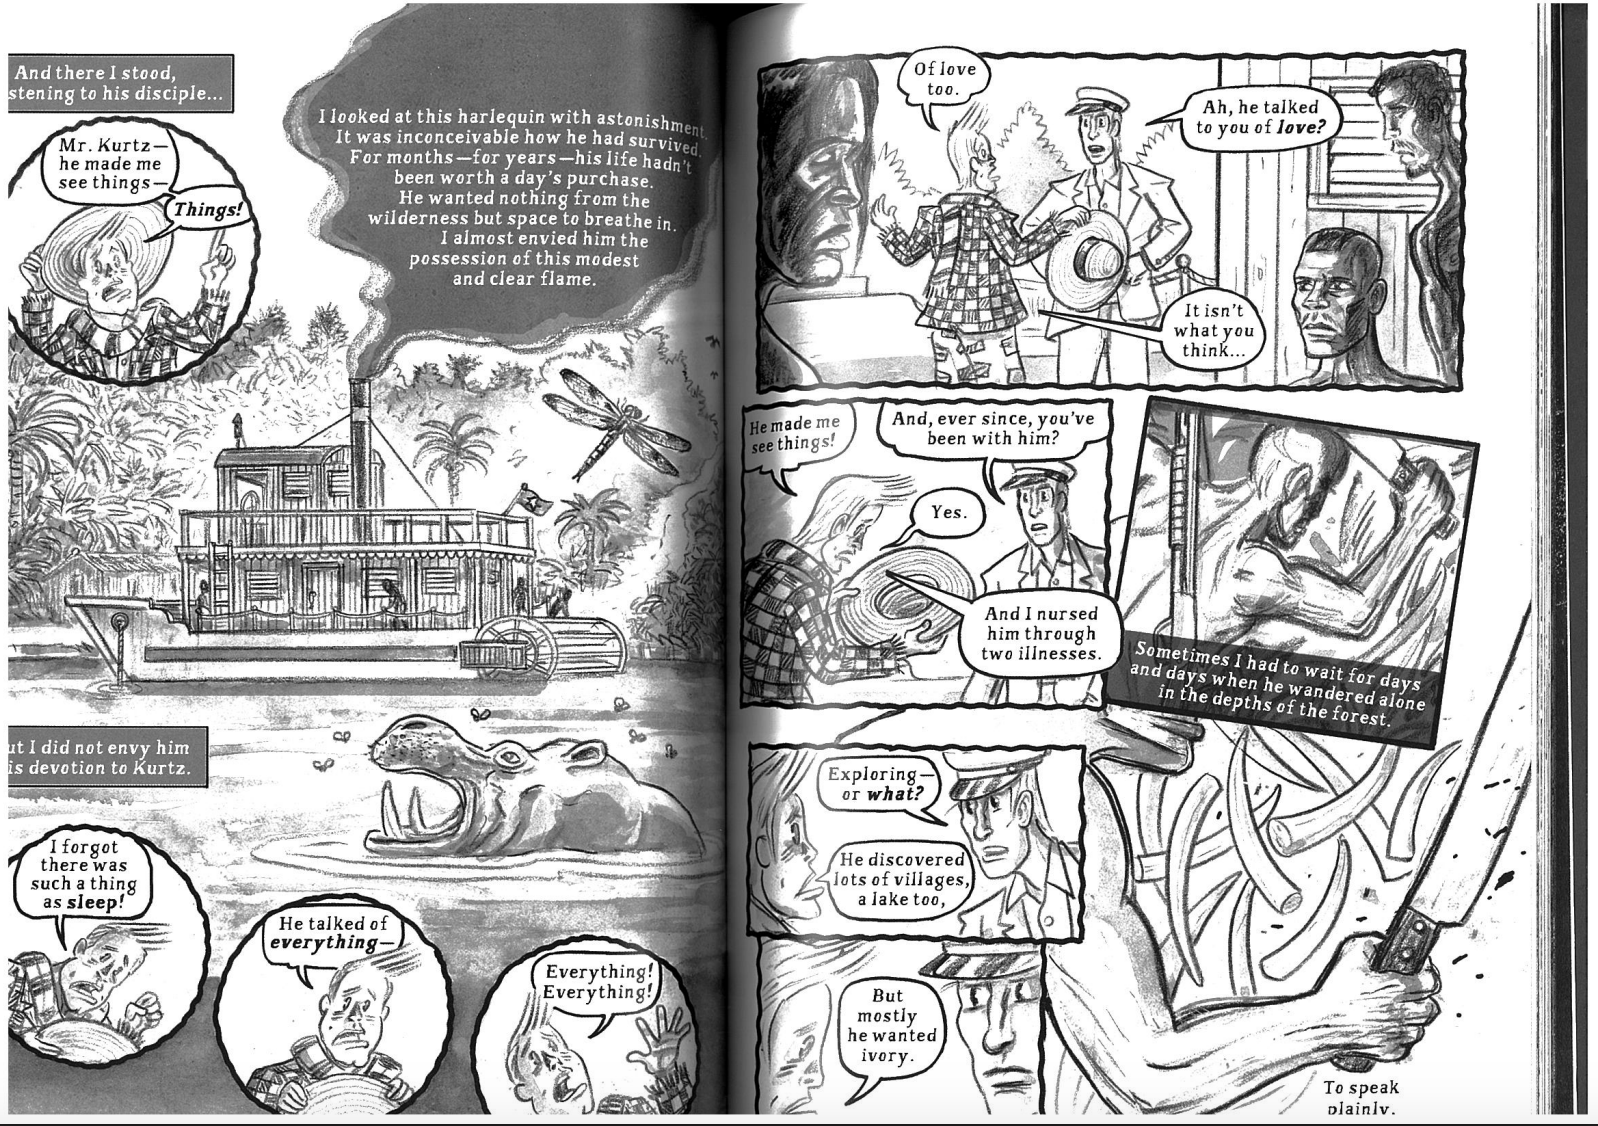 And there I stood,
stening to his disciple...
Mr. Kurtz—
he made me
see things—
Things!
I looked at this harlequin with astonishment.
It was inconceivable how he had survived.
For months—for years—his life hadn't
been worth a day's purchase.
He wanted nothing from the
wilderness but space to breathe in.
I almost envied him the
possession of this modest
and clear flame.
ut I did not envy him
is devotion to Kurtz.
I forgot
there was
such a thing
as sleep!
He talked of
everything—
Everything!
Everything!
Of love
too.
Ah, he talked
to you of love?
It isn't
what you
think...
He made me
see things!
And, ever since, you've
been with him?
Yes.
And I nursed
him through
two illnesses.
Sometimes I had to wait for days
and days when he wandered alone
in the depths of the forest.
Exploring—
or what?
He discovered
lots of villages,
a lake too,
But
mostly
he wanted
ivory.
To speak
plainly,